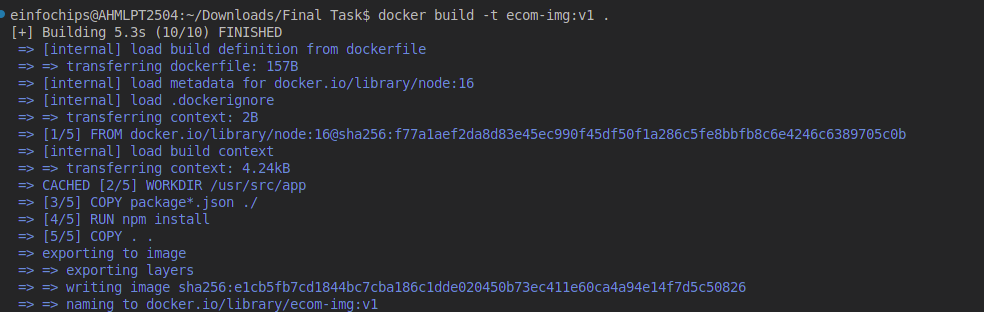 einfochips@AHMLPT2504:~/Downloads/Final Task$ docker build -t ecom-img:v1 .
[+] Building 5.3s (10/10) FINISHED
=> [internal] load build definition from dockerfile
=> => transferring dockerfile: 157B
=> [internal] load metadata for docker.io/library/node:16
=> [internal] load .dockerignore
=> => transferring context: 2B
=> [1/5] FROM docker.io/library/node:16@sha256:f77a1aef2da8d83e45ec990f45df50f1a286c5fe8bbfb8c6e4246c6389705c0b
=> [internal] load build context
=> => transferring context: 4.24kB
=> CACHED [2/5] WORKDIR /usr/src/app
=> [3/5] COPY package*.json ./
=> [4/5] RUN npm install
=> [5/5] COPY . .
=> exporting to image
=> => exporting layers
=> => writing image sha256:e1cb5fb7cd1844bc7cba186c1dde020450b73ec411e60ca4a94e14f7d5c50826
=> => naming to docker.io/library/ecom-img:v1